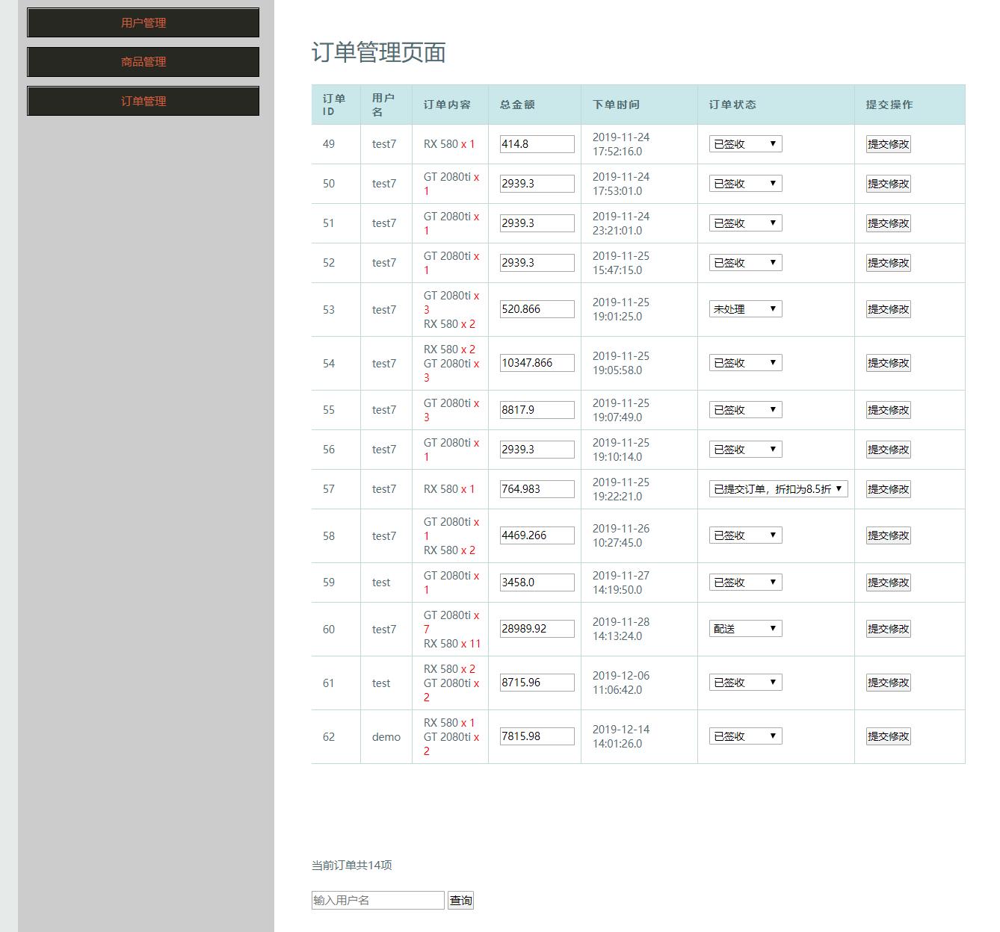 用户管理
商品管理
订单管理
订单管理页面
订单ID 用户名 订单内容 总金额 下单时间 订单状态 提交操作
49 test7 RX 580 x 1 414.8 2019-11-24 17:52:16.0 已签收 提交修改
50 test7 GT 2080ti x 1 2939.3 2019-11-24 17:53:01.0 已签收 提交修改
51 test7 GT 2080ti x 1 2939.3 2019-11-24 23:21:01.0 已签收 提交修改
52 test7 GT 2080ti x 1 2939.3 2019-11-25 15:47:15.0 已签收 提交修改
53 test7 GT 2080ti x 3 RX 580 x 2 520.866 2019-11-25 19:01:25.0 未处理 提交修改
54 test7 RX 580 x 2 GT 2080ti x 3 10347.866 2019-11-25 19:05:58.0 已签收 提交修改
55 test7 GT 2080ti x 3 8817.9 2019-11-25 19:07:49.0 已签收 提交修改
56 test7 GT 2080ti x 1 2939.3 2019-11-25 19:10:14.0 已签收 提交修改
57 test7 RX 580 x 1 764.983 2019-11-25 19:22:21.0 已提交订单，折扣为8.5折 提交修改
58 test7 GT 2080ti x 1 RX 580 x 2 4469.266 2019-11-26 10:27:45.0 已签收 提交修改
59 test GT 2080ti x 1 3458.0 2019-11-27 14:19:50.0 已签收 提交修改
60 test7 GT 2080ti x 7 RX 580 x 11 28989.92 2019-11-28 14:13:24.0 配送 提交修改
61 test RX 580 x 2 GT 2080ti x 2 8715.96 2019-12-06 11:06:42.0 已签收 提交修改
62 demo RX 580 x 1 GT 2080ti x 2 7815.98 2019-12-14 14:01:26.0 已签收 提交修改
当前订单共14项
输入用户名 查询